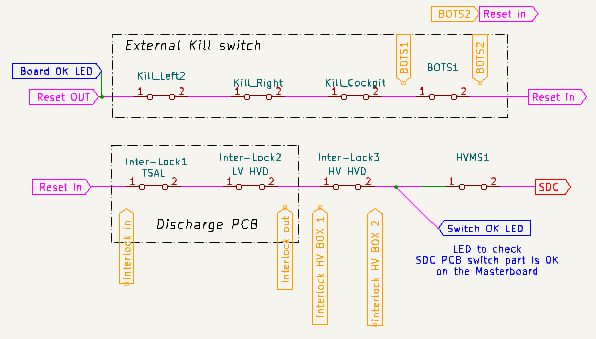 BOTS2 Reset in
External Kill switch
Board OK LED
Reset OUT
Kill_Left2
1 2
Kill_Right
1 2
Kill_Cockpit
1 2
BOTS1
BOTS1
1 2
BOTS2
Reset in
Reset in
Inter-Lock1
TSAL
1 2
Inter-Lock2
LV HVD
1 2
Inter-Lock3
HV HVD
1 2
HVMS1
1 2
SDC
Discharge PCB
Interlock in
Interlock out
Interlock HV BOX 1
Interlock HV BOX 2
Switch OK LED
LED to check
SDC PCB switch part is OK
on the Masterboard